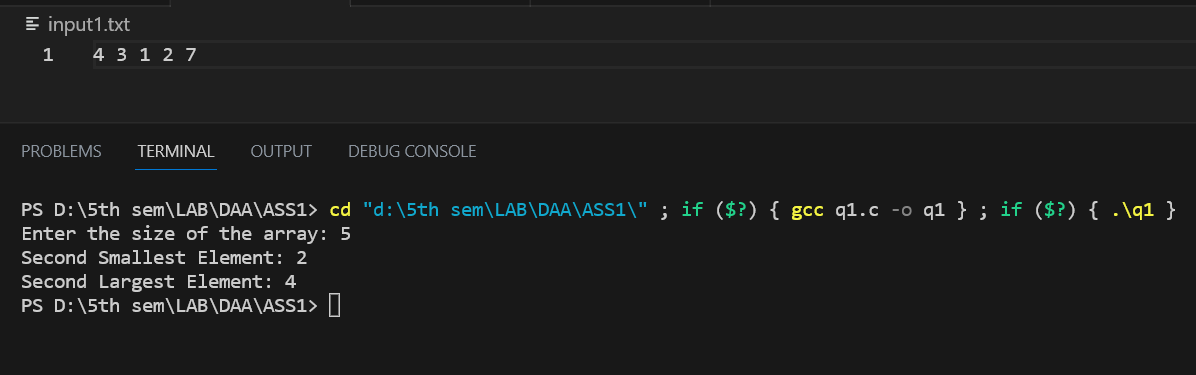 input1.txt
1 4 3 1 2 7
PROBLEMS TERMINAL OUTPUT DEBUG CONSOLE
PS D:\5th sem\LAB\DAA\ASS1> cd "d:\5th sem\LAB\DAA\ASS1\" ; if ($?) { gcc q1.c -o q1 } ; if ($?) { .\q1 }
Enter the size of the array: 5
Second Smallest Element: 2
Second Largest Element: 4
PS D:\5th sem\LAB\DAA\ASS1>